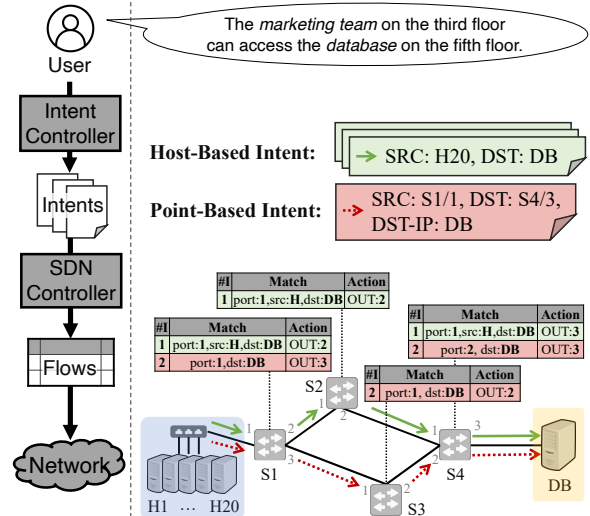 The marketing team on the third floor
can access the database on the fifth floor.
User
Intent
Controller
Intents
SDN
Controller
Flows
Network
Host-Based Intent:
SRC: H20, DST: DB
Point-Based Intent:
SRC: S1/1, DST: S4/3,
DST-IP: DB
#I Match Action
1 port:1,src:H,dst:DB OUT:2
#I Match Action
1 port:1,src:H,dst:DB OUT:2
2 port:1,dst:DB OUT:3
#I Match Action
1 port:1,src:H,dst:DB OUT:3
2 port:2, dst:DB OUT:3
#I Match Action
2 port:1, dst:DB OUT:2
S2
1
2
1 2
3
S1
1 3
2
S4
1 2
S3
H1 … H20
DB